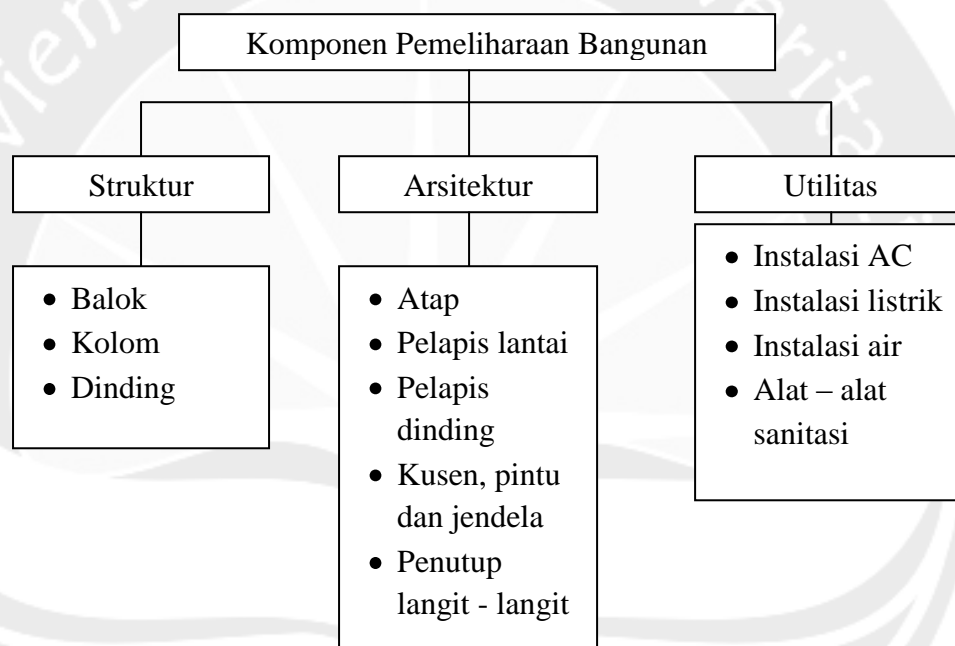 Komponen Pemeliharaan Bangunan
Struktur
Arsitektur
Utilitas
• Balok
• Kolom
• Dinding
• Atap
• Pelapis lantai
• Pelapis
dinding
• Kusen, pintu
dan jendela
• Penutup
langit - langit
• Instalasi AC
• Instalasi listrik
• Instalasi air
• Alat – alat
sanitasi